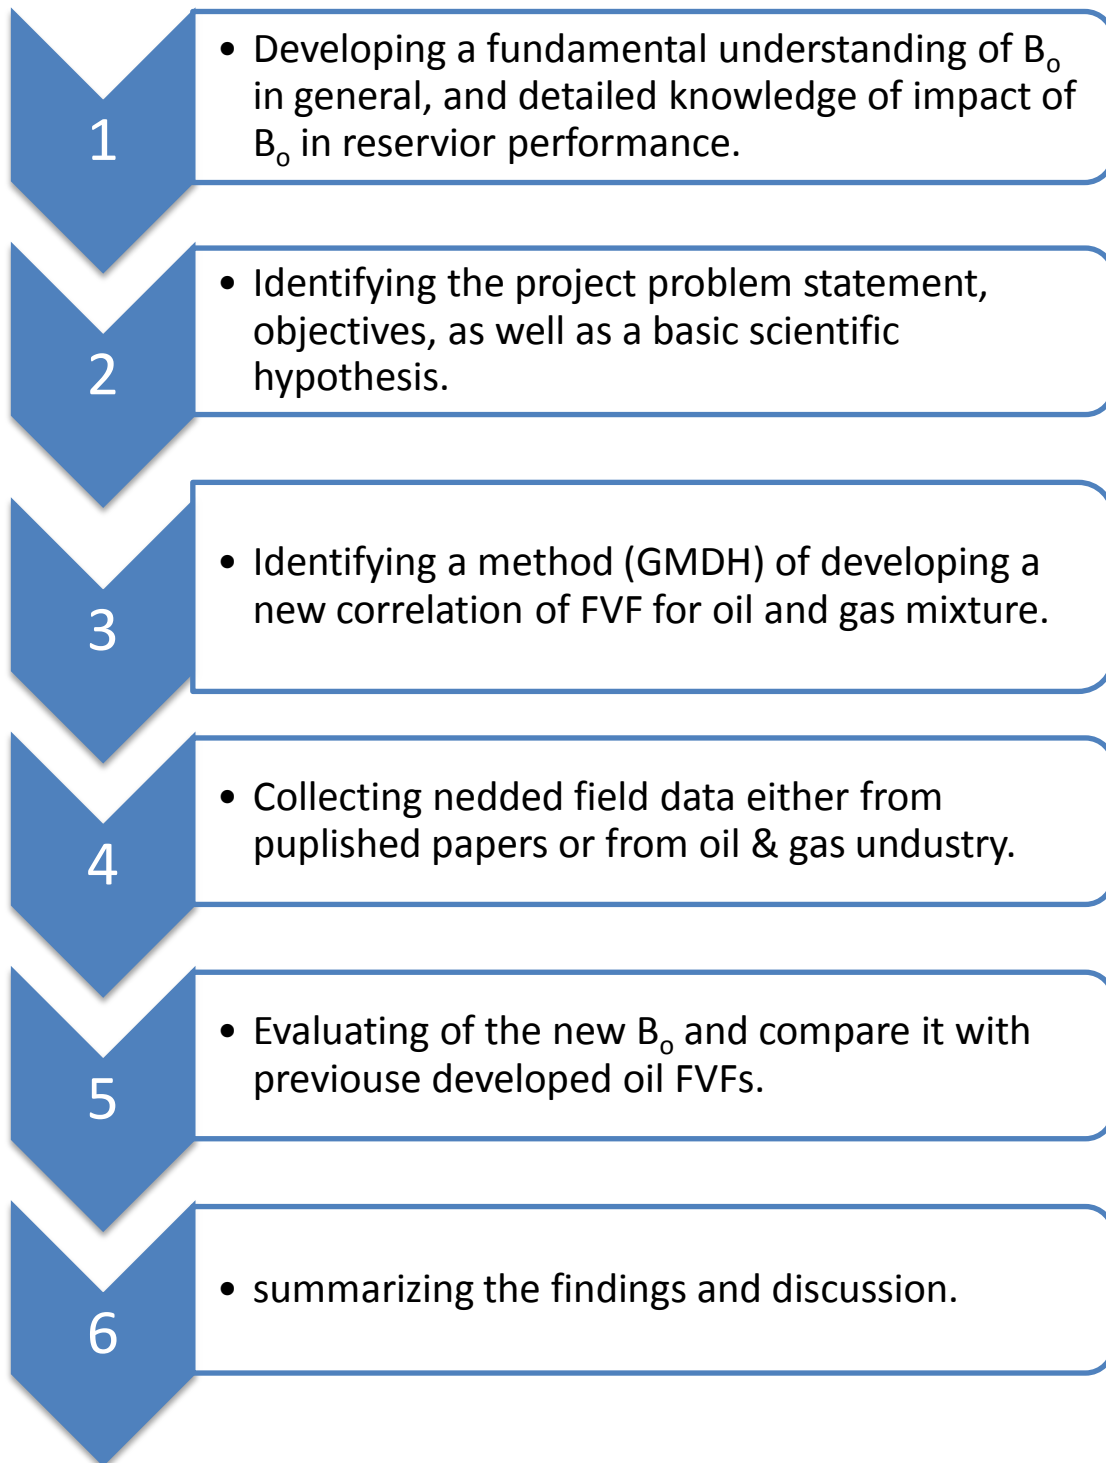 1
• Developing a fundamental understanding of Bₒ
in general, and detailed knowledge of impact of
Bₒ in reservior performance.
2
• Identifying the project problem statement,
objectives, as well as a basic scientific
hypothesis.
3
• Identifying a method (GMDH) of developing a
new correlation of FVF for oil and gas mixture.
4
• Collecting nedded field data either from
puplished papers or from oil & gas undustry.
5
• Evaluating of the new Bₒ and compare it with
previouse developed oil FVFs.
6
• summarizing the findings and discussion.